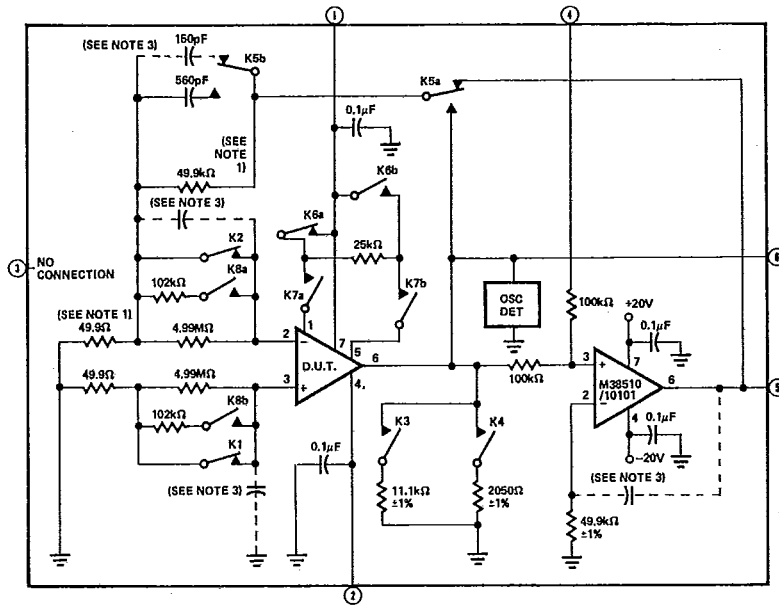 1
4
(SEE NOTE 3)
150pF
K5b
560pF
K5a
0.1μF
(SEE
NOTE
1)
49.9kΩ
K6b
(SEE NOTE 3)
K6a
K2
3
NO
CONNECTION
25kΩ
6
102kΩ
K8a
K7a
K7b
OSC
DET
100kΩ
+20V
(SEE NOTE 1)
49.9Ω
4.99MΩ
0.1μF
1
2
−
7
5
6
D.U.T.
3
+
7
M38510
/10101
6
5
49.9Ω
4.99MΩ
3
+
4
100kΩ
2
−
4
102kΩ
K8b
K1
K3
K4
0.1μF
0.1μF
−20V
(SEE NOTE 3)
(SEE NOTE 3)
11.1kΩ
±1%
2050Ω
±1%
49.9kΩ
±1%
2